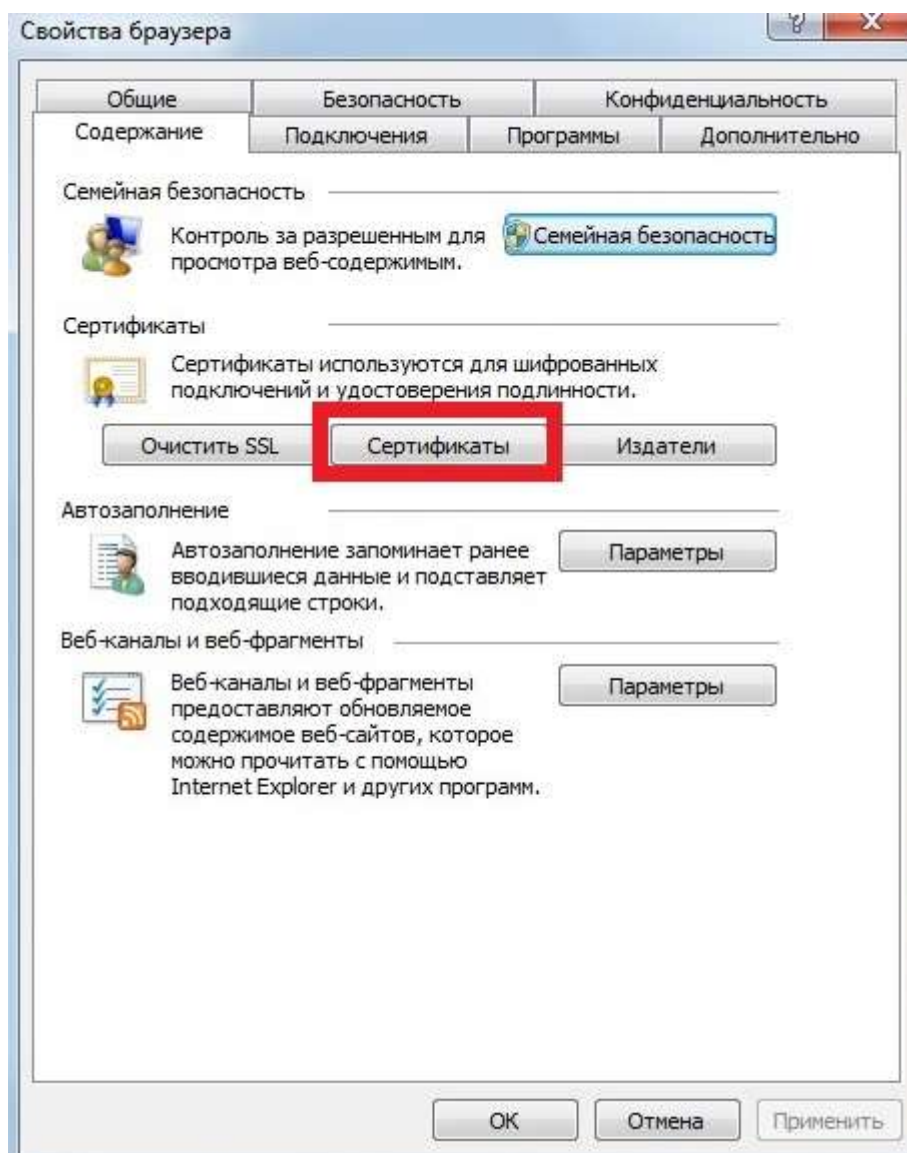 Свойства браузера
? X
Общие Безопасность Конфиденциальность
Содержание Подключения Программы Дополнительно
Семейная безопасность
Контроль за разрешенным для
просмотра веб-содержимым.
Семейная безопасность
Сертификаты
Сертификаты используются для шифрованных
подключений и удостоверения подлинности.
Очистить SSL Сертификаты Издатели
Автозаполнение
Автозаполнение запоминает ранее
вводившиеся данные и подставляет
подходящие строки.
Параметры
Веб-каналы и веб-фрагменты
Веб-каналы и веб-фрагменты
предоставляют обновляемое
содержимое веб-сайтов, которое
можно прочитать с помощью
Internet Explorer и других программ.
Параметры
ОК Отмена Применить